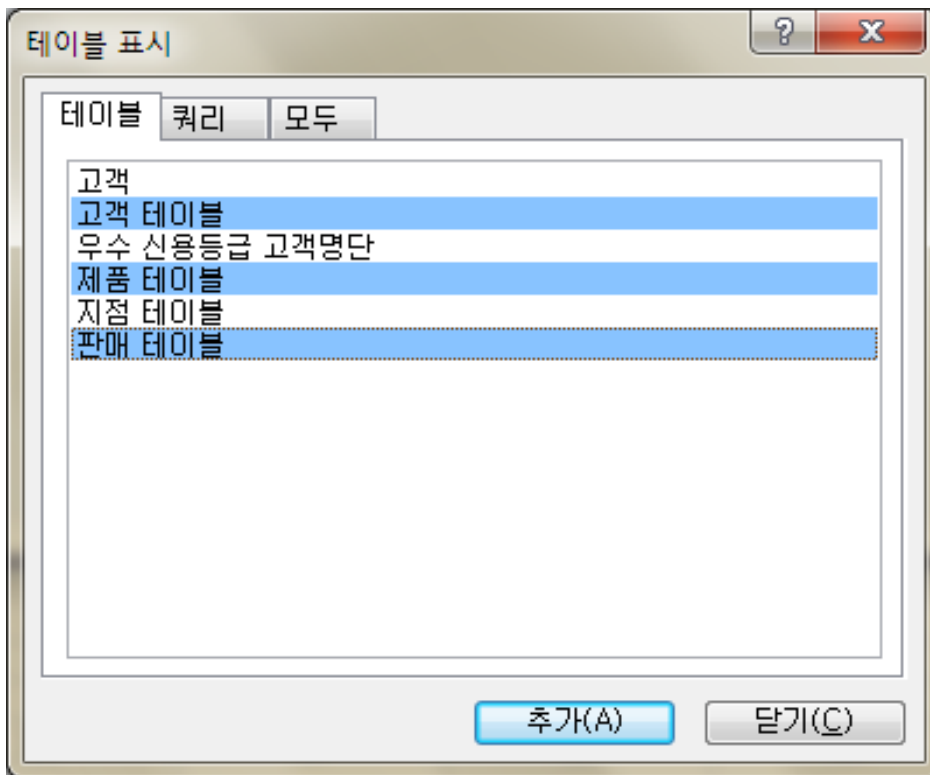 테이블 표시
테이블 쿼리 모두
고객
고객 테이블
우수 신용등급 고객명단
제품 테이블
지점 테이블
판매 테이블
추가(A) 닫기(C)